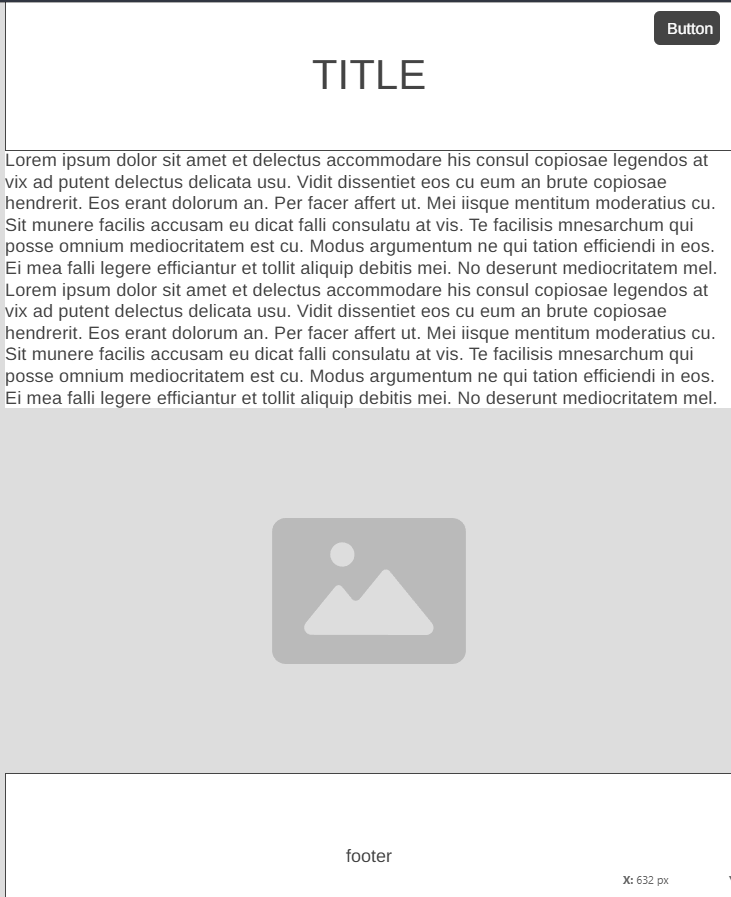 Button
TITLE
Lorem ipsum dolor sit amet et delectus accommodare his consul copiosae legendos at
vix ad putent delectus delicata usu. Vidit dissentiet eos cu eum an brute copiosae
hendrerit. Eos erant dolorum an. Per facer affert ut. Mei iisque mentitum moderatius cu.
Sit munere facilis accusam eu dicat falli consulatu at vis. Te facilisis mnesarchum qui
posse omnium mediocritatem est cu. Modus argumentum ne qui tation efficiendi in eos.
Ei mea falli legere efficiantur et tollit aliquip debitis mei. No deserunt mediocritatem mel.
Lorem ipsum dolor sit amet et delectus accommodare his consul copiosae legendos at
vix ad putent delectus delicata usu. Vidit dissentiet eos cu eum an brute copiosae
hendrerit. Eos erant dolorum an. Per facer affert ut. Mei iisque mentitum moderatius cu.
Sit munere facilis accusam eu dicat falli consulatu at vis. Te facilisis mnesarchum qui
posse omnium mediocritatem est cu. Modus argumentum ne qui tation efficiendi in eos.
Ei mea falli legere efficiantur et tollit aliquip debitis mei. No deserunt mediocritatem mel.
footer
X: 632 px